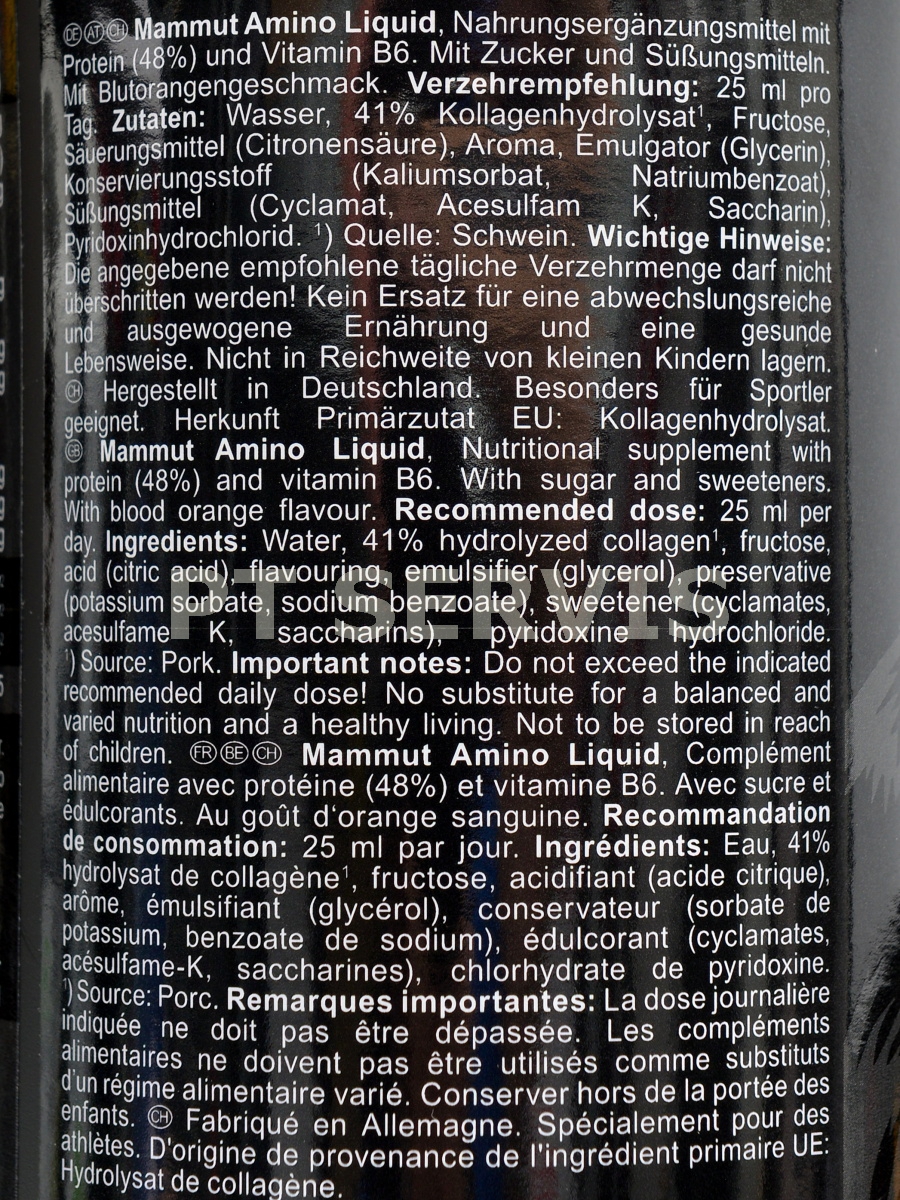 DE AT CH Mammut Amino Liquid, Nahrungsergänzungsmittel mit
Protein (48%) und Vitamin B6. Mit Zucker und Süßungsmitteln.
Mit Blutorangengeschmack. Verzehrempfehlung: 25 ml pro
Tag. Zutaten: Wasser, 41% Kollagenhydrolysat¹, Fructose,
Säuerungsmittel (Citronensäure), Aroma, Emulgator (Glycerin),
Konservierungsstoff (Kaliumsorbat, Natriumbenzoat),
Süßungsmittel (Cyclamat, Acesulfam K, Saccharin),
Pyridoxinhydrochlorid. ¹) Quelle: Schwein. Wichtige Hinweise:
Die angegebene empfohlene tägliche Verzehrmenge darf nicht
überschritten werden! Kein Ersatz für eine abwechslungsreiche
und ausgewogene Ernährung und eine gesunde
Lebensweise. Nicht in Reichweite von kleinen Kindern lagern.
CH Hergestellt in Deutschland. Besonders für Sportler
geeignet. Herkunft Primärzutat EU: Kollagenhydrolysat.
GB Mammut Amino Liquid, Nutritional supplement with
protein (48%) and vitamin B6. With sugar and sweeteners.
With blood orange flavour. Recommended dose: 25 ml per
day. Ingredients: Water, 41% hydrolyzed collagen¹, fructose,
acid (citric acid), flavouring, emulsifier (glycerol), preservative
PT SERVIS
(potassium sorbate, sodium benzoate), sweetener (cyclamates,
acesulfame K, saccharins), pyridoxine hydrochloride.
¹) Source: Pork. Important notes: Do not exceed the indicated
recommended daily dose! No substitute for a balanced and
varied nutrition and a healthy living. Not to be stored in reach
of children. FR BE CH Mammut Amino Liquid, Complément
alimentaire avec protéine (48%) et vitamine B6. Avec sucre et
édulcorants. Au goût d‘orange sanguine. Recommandation
de consommation: 25 ml par jour. Ingrédients: Eau, 41%
hydrolysat de collagène¹, fructose, acidifiant (acide citrique),
arôme, émulsifiant (glycérol), conservateur (sorbate de
potassium, benzoate de sodium), édulcorant (cyclamates,
acésulfame-K, saccharines), chlorhydrate de pyridoxine.
¹) Source: Porc. Remarques importantes: La dose journalière
indiquée ne doit pas être dépassée. Les compléments
alimentaires ne doivent pas être utilisés comme substituts
d'un régime alimentaire varié. Conserver hors de la portée des
enfants. CH Fabriqué en Allemagne. Spécialement pour des
athlètes. D'origine de provenance de l'ingrédient primaire UE:
Hydrolysat de collagène.